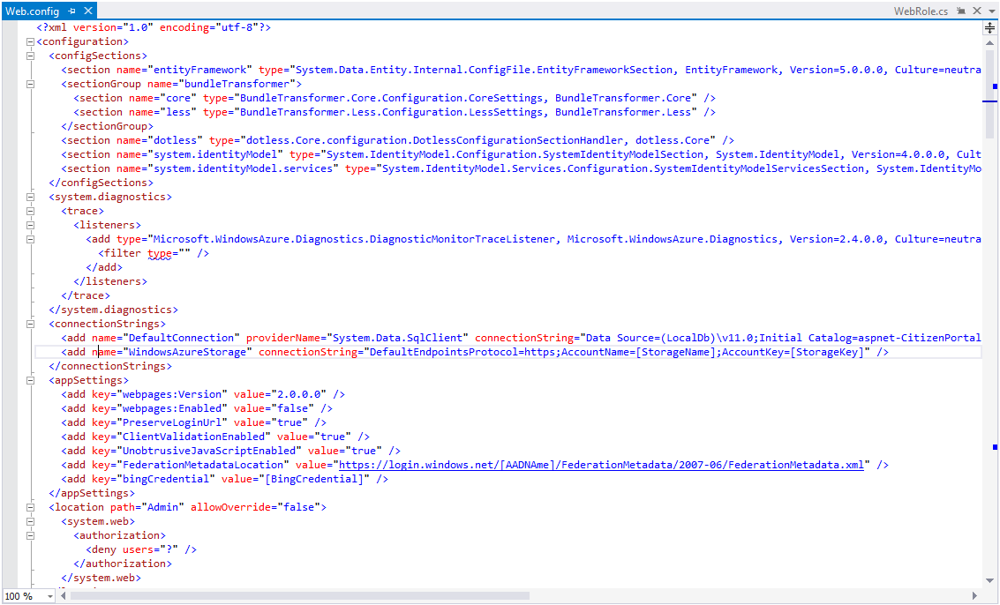 Web.config
WebRole.cs
<?xml version="1.0" encoding="utf-8"?>
<configuration>
  <configSections>
    <section name="entityFramework" type="System.Data.Entity.Internal.ConfigFile.EntityFrameworkSection, EntityFramework, Version=5.0.0.0, Culture=neutra
    <sectionGroup name="bundleTransformer">
      <section name="core" type="BundleTransformer.Core.Configuration.CoreSettings, BundleTransformer.Core" />
      <section name="less" type="BundleTransformer.Less.Configuration.LessSettings, BundleTransformer.Less" />
    </sectionGroup>
    <section name="dotless" type="dotless.Core.configuration.DotlessConfigurationSectionHandler, dotless.Core" />
    <section name="system.identityModel" type="System.IdentityModel.Configuration.SystemIdentityModelSection, System.IdentityModel, Version=4.0.0.0, Cult
    <section name="system.identityModel.services" type="System.IdentityModel.Services.Configuration.SystemIdentityModelServicesSection, System.IdentityMo
  </configSections>
  <system.diagnostics>
    <trace>
      <listeners>
        <add type="Microsoft.WindowsAzure.Diagnostics.DiagnosticMonitorTraceListener, Microsoft.WindowsAzure.Diagnostics, Version=2.4.0.0, Culture=neutra
          <filter type="" />
        </add>
      </listeners>
    </trace>
  </system.diagnostics>
  <connectionStrings>
    <add name="DefaultConnection" providerName="System.Data.SqlClient" connectionString="Data Source=(LocalDb)\v11.0;Initial Catalog=aspnet-CitizenPortal
    <add name="WindowsAzureStorage" connectionString="DefaultEndpointsProtocol=https;AccountName=[StorageName];AccountKey=[StorageKey]" />
  </connectionStrings>
  <appSettings>
    <add key="webpages:Version" value="2.0.0.0" />
    <add key="webpages:Enabled" value="false" />
    <add key="PreserveLoginUrl" value="true" />
    <add key="ClientValidationEnabled" value="true" />
    <add key="UnobtrusiveJavaScriptEnabled" value="true" />
    <add key="FederationMetadataLocation" value="https://login.windows.net/[AADNAme]/FederationMetadata/2007-06/FederationMetadata.xml" />
    <add key="bingCredential" value="[BingCredential]" />
  </appSettings>
  <location path="Admin" allowOverride="false">
    <system.web>
      <authorization>
        <deny users="?" />
      </authorization>
    </system.web>
100 %